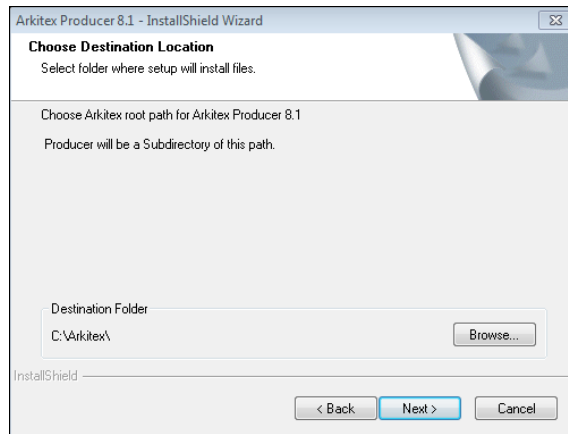 Arkitex Producer 8.1 - InstallShield Wizard
Choose Destination Location
Select folder where setup will install files.
Choose Arkitex root path for Arkitex Producer 8.1
Producer will be a Subdirectory of this path.
Destination Folder
C:\Arkitex\
Browse...
InstallShield
< Back
Next >
Cancel